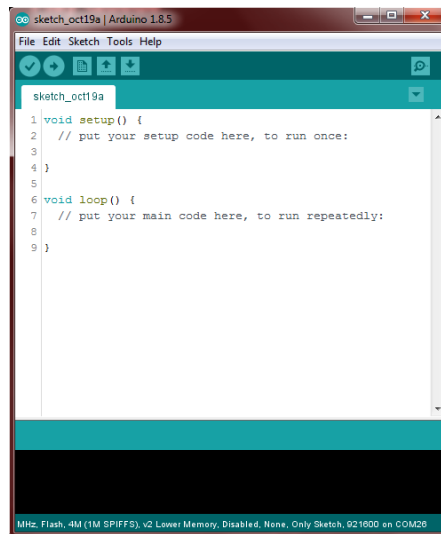 sketch_oct19a | Arduino 1.8.5
File Edit Sketch Tools Help
sketch_oct19a
1 void setup() {
2   // put your setup code here, to run once:
3
4 }
5
6 void loop() {
7   // put your main code here, to run repeatedly:
8
9 }
MHz, Flash, 4M (1M SPIFFS), v2 Lower Memory, Disabled, None, Only Sketch, 921600 on COM26